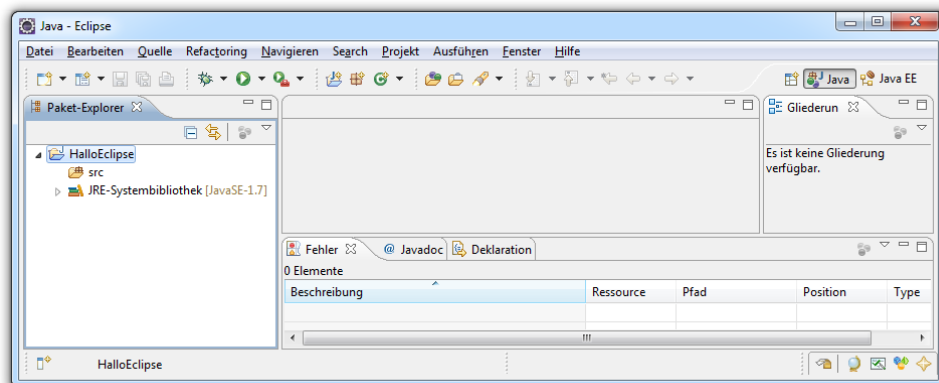 Java - Eclipse
Datei Bearbeiten Quelle Refactoring Navigieren Search Projekt Ausführen Fenster Hilfe
Java Java EE
Paket-Explorer
Gliederun
HalloEclipse
src
JRE-Systembibliothek [JavaSE-1.7]
Es ist keine Gliederung
verfügbar.
Fehler @ Javadoc Deklaration
0 Elemente
Beschreibung Ressource Pfad Position Type
HalloEclipse